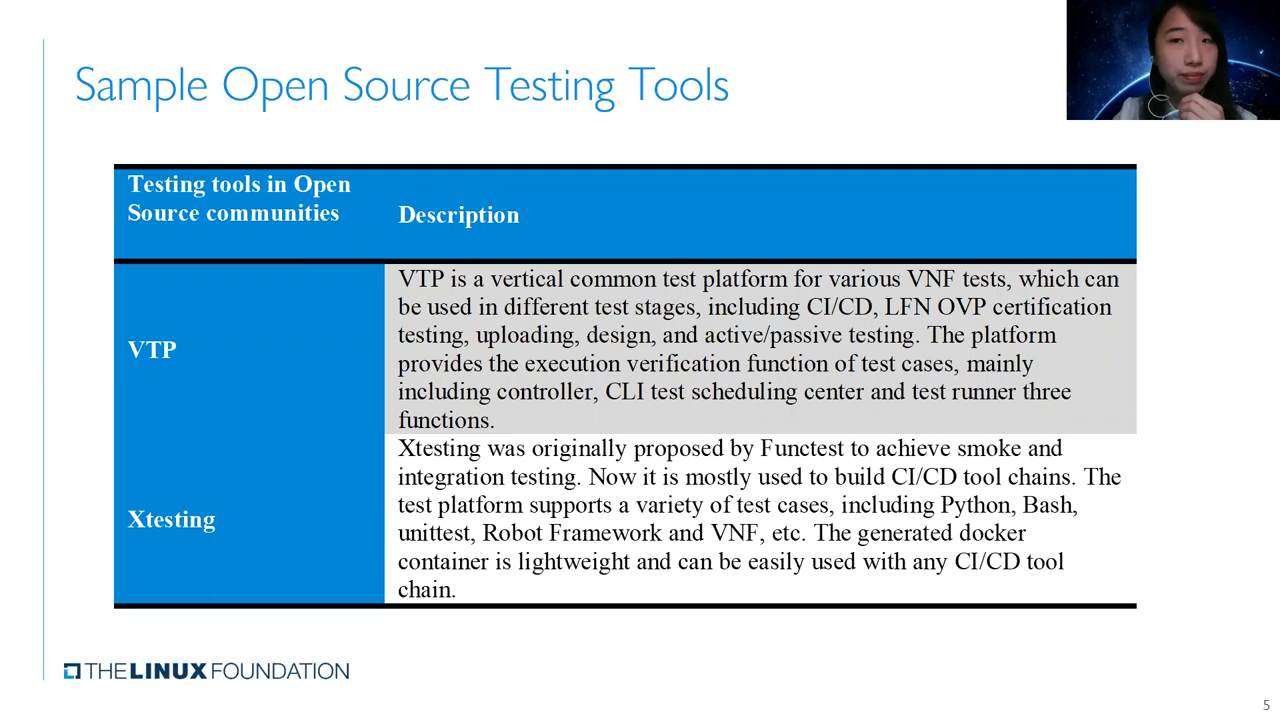 Sample Open Source Testing Tools
Testing tools in Open
Source communities
Description
VTP
VTP is a vertical common test platform for various VNF tests, which can
be used in different test stages, including CI/CD, LFN OVP certification
testing, uploading, design, and active/passive testing. The platform
provides the execution verification function of test cases, mainly
including controller, CLI test scheduling center and test runner three
functions.
Xtesting
Xtesting was originally proposed by Functest to achieve smoke and
integration testing. Now it is mostly used to build CI/CD tool chains. The
test platform supports a variety of test cases, including Python, Bash,
unittest, Robot Framework and VNF, etc. The generated docker
container is lightweight and can be easily used with any CI/CD tool
chain.
THE LINUX FOUNDATION
5